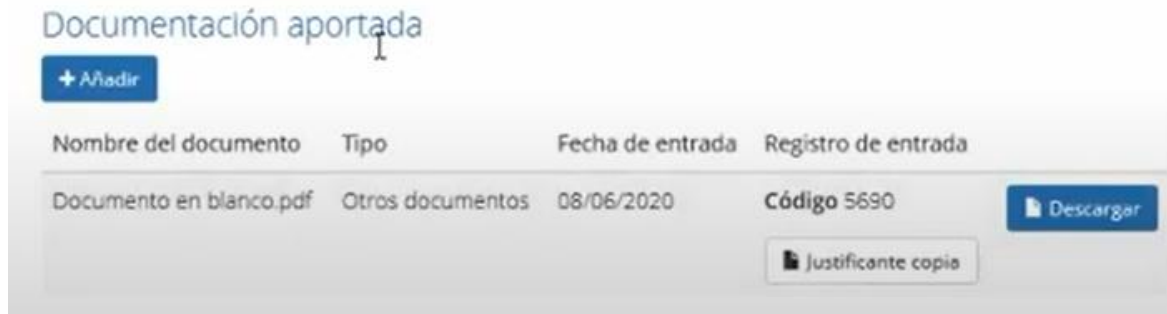 Documentación aportada
+ Añadir
Nombre del documento Tipo Fecha de entrada Registro de entrada
Documento en blanco.pdf Otros documentos 08/06/2020 Código 5690 Descargar
Justificante copia